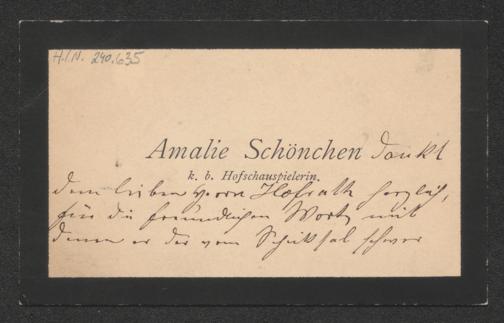 H.I.N. 240.635
Amalie Schönchen dankt
k. b. Hofschauspielerin.
dem lieben Herrn Hofrath herzlich,
für die freundlichen Worte mit
denen er der vom Schicksal schwer